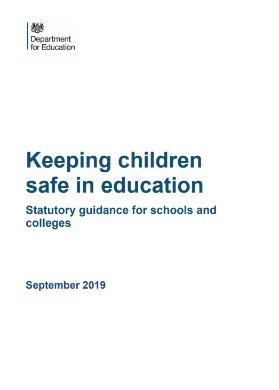 Department
for Education
Keeping children
safe in education
Statutory guidance for schools and
colleges
September 2019